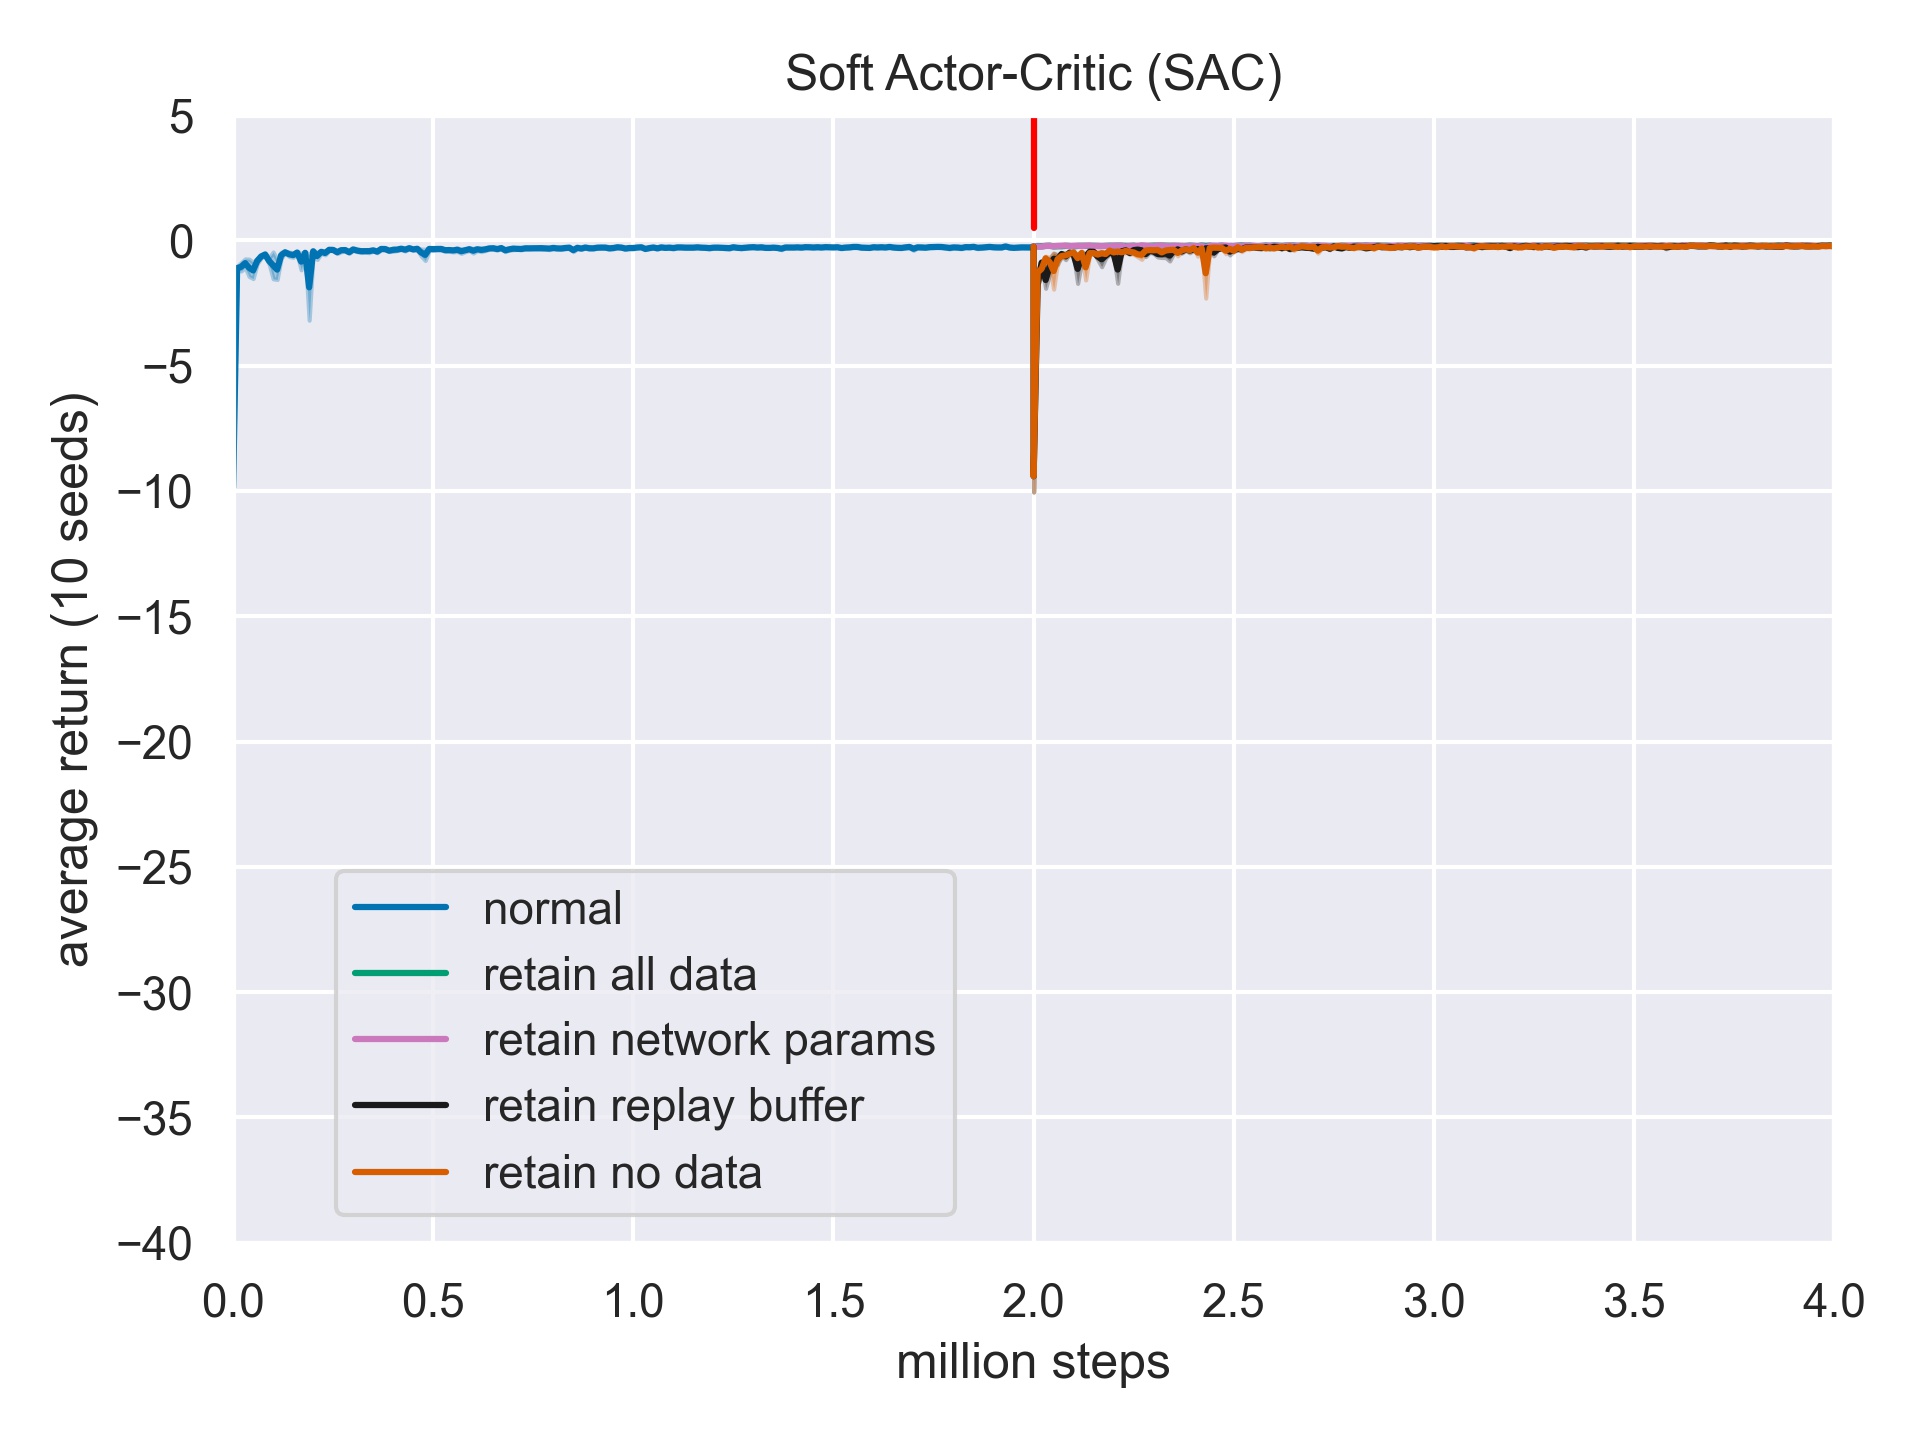 Soft Actor-Critic (SAC)
5
0
−5
−10
−15
−20
−25
−30
−35
−40
average return (10 seeds)
normal
retain all data
retain network params
retain replay buffer
retain no data
0.0 0.5 1.0 1.5 2.0 2.5 3.0 3.5 4.0
million steps